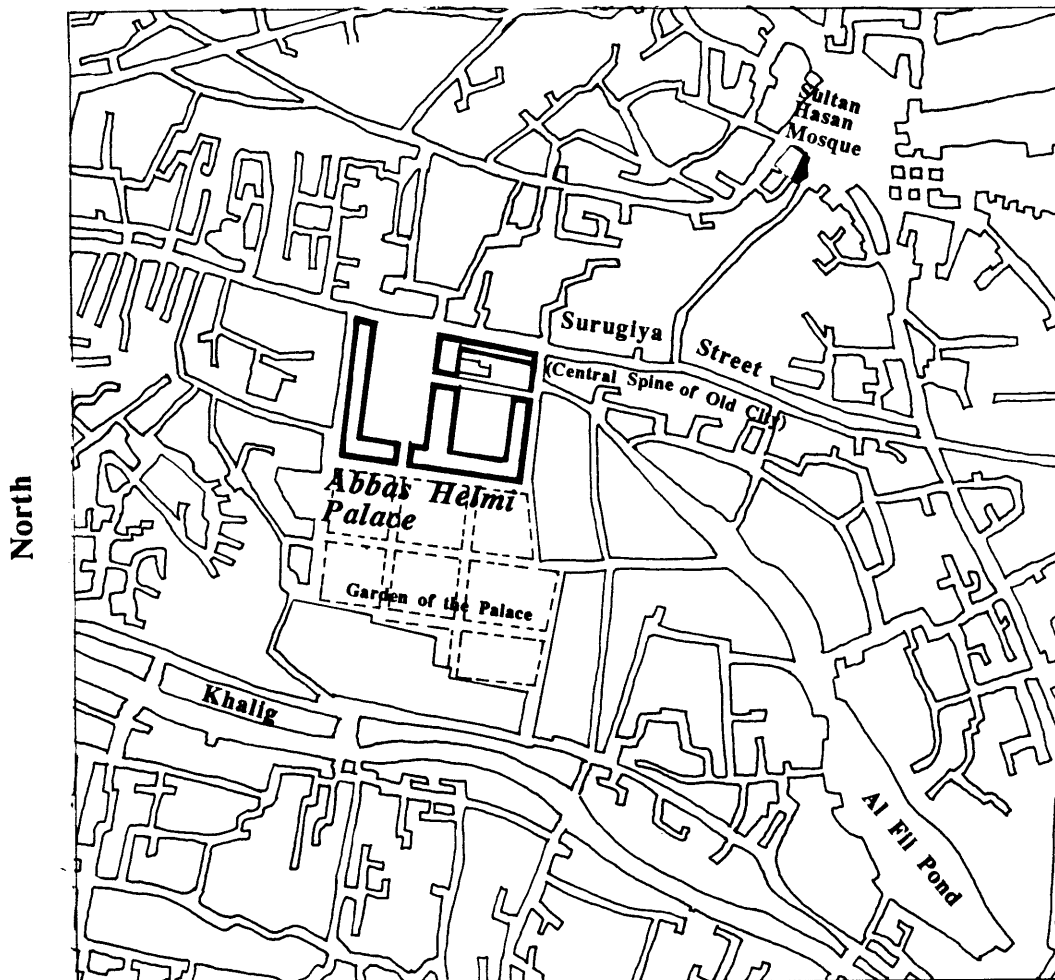 Sultan
Hasan
Mosque
Surugiya Street
(Central Spine of Old City)
Abbas Helmi
Palace
Garden of the Palace
North
Khalig
Al Fil Pond